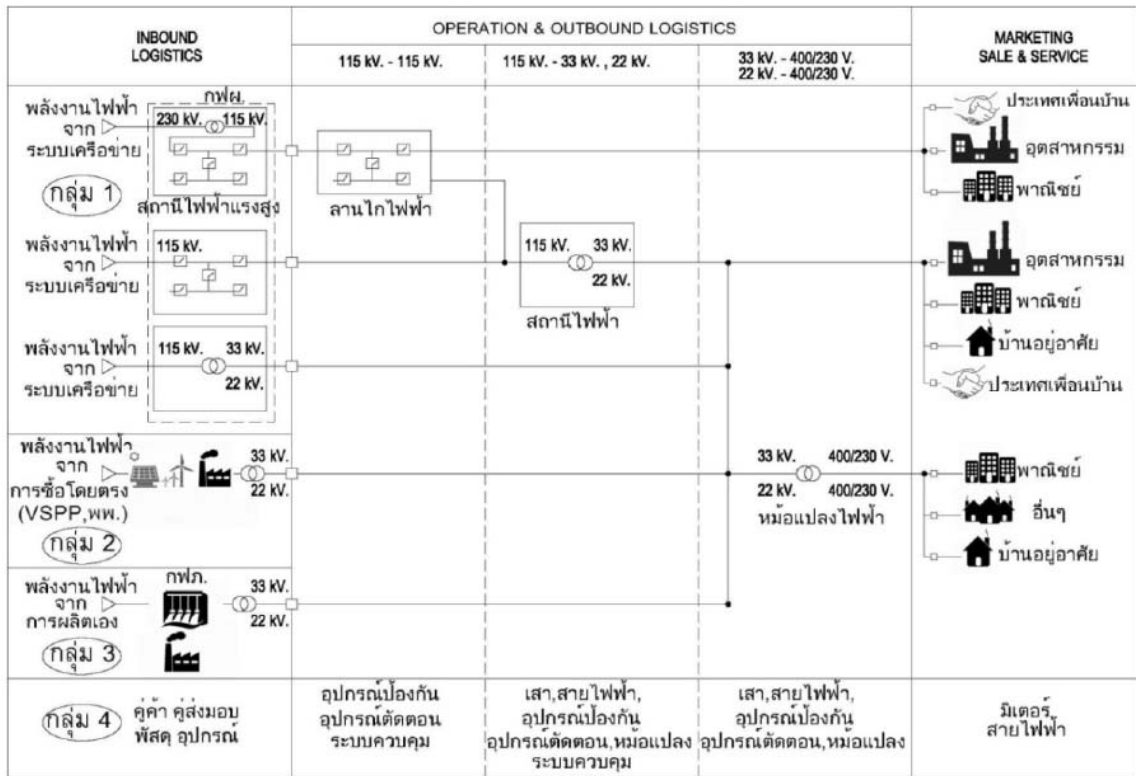 INBOUND
LOGISTICS
OPERATION & OUTBOUND LOGISTICS
115 kV. - 115 kV.
115 kV. - 33 kV. , 22 kV.
33 kV. - 400/230 V.
22 kV. - 400/230 V.
MARKETING
SALE & SERVICE
พลังงานไฟฟ้า
จาก
ระบบเครือข่าย
กลุ่ม 1
กฟผ.
230 kV. 115 kV.
สถานีไฟฟ้าแรงสูง
ลานไกไฟฟ้า
ประเทศเพื่อนบ้าน
อุตสาหกรรม
พาณิชย์
พลังงานไฟฟ้า
จาก
ระบบเครือข่าย
115 kV.
115 kV. 33 kV.
22 kV.
สถานีไฟฟ้า
อุตสาหกรรม
พาณิชย์
บ้านอยู่อาศัย
ประเทศเพื่อนบ้าน
พลังงานไฟฟ้า
จาก
ระบบเครือข่าย
115 kV. 33 kV.
22 kV.
พลังงานไฟฟ้า
จาก
การซื้อโดยตรง
(VSPP,พพ.)
กลุ่ม 2
33 kV.
22 kV.
33 kV. 400/230 V.
22 kV. 400/230 V.
หม้อแปลงไฟฟ้า
พาณิชย์
อื่นๆ
บ้านอยู่อาศัย
พลังงานไฟฟ้า
จาก
การผลิตเอง
กลุ่ม 3
กฟภ.
33 kV.
22 kV.
กลุ่ม 4
คู่ค้า คู่ส่งมอบ
พัสดุ อุปกรณ์
อุปกรณ์ป้องกัน
อุปกรณ์ตัดตอน
ระบบควบคุม
เสา,สายไฟฟ้า,
อุปกรณ์ป้องกัน
อุปกรณ์ตัดตอน,หม้อแปลง
ระบบควบคุม
เสา,สายไฟฟ้า,
อุปกรณ์ป้องกัน
อุปกรณ์ตัดตอน,หม้อแปลง
มิเตอร์
สายไฟฟ้า